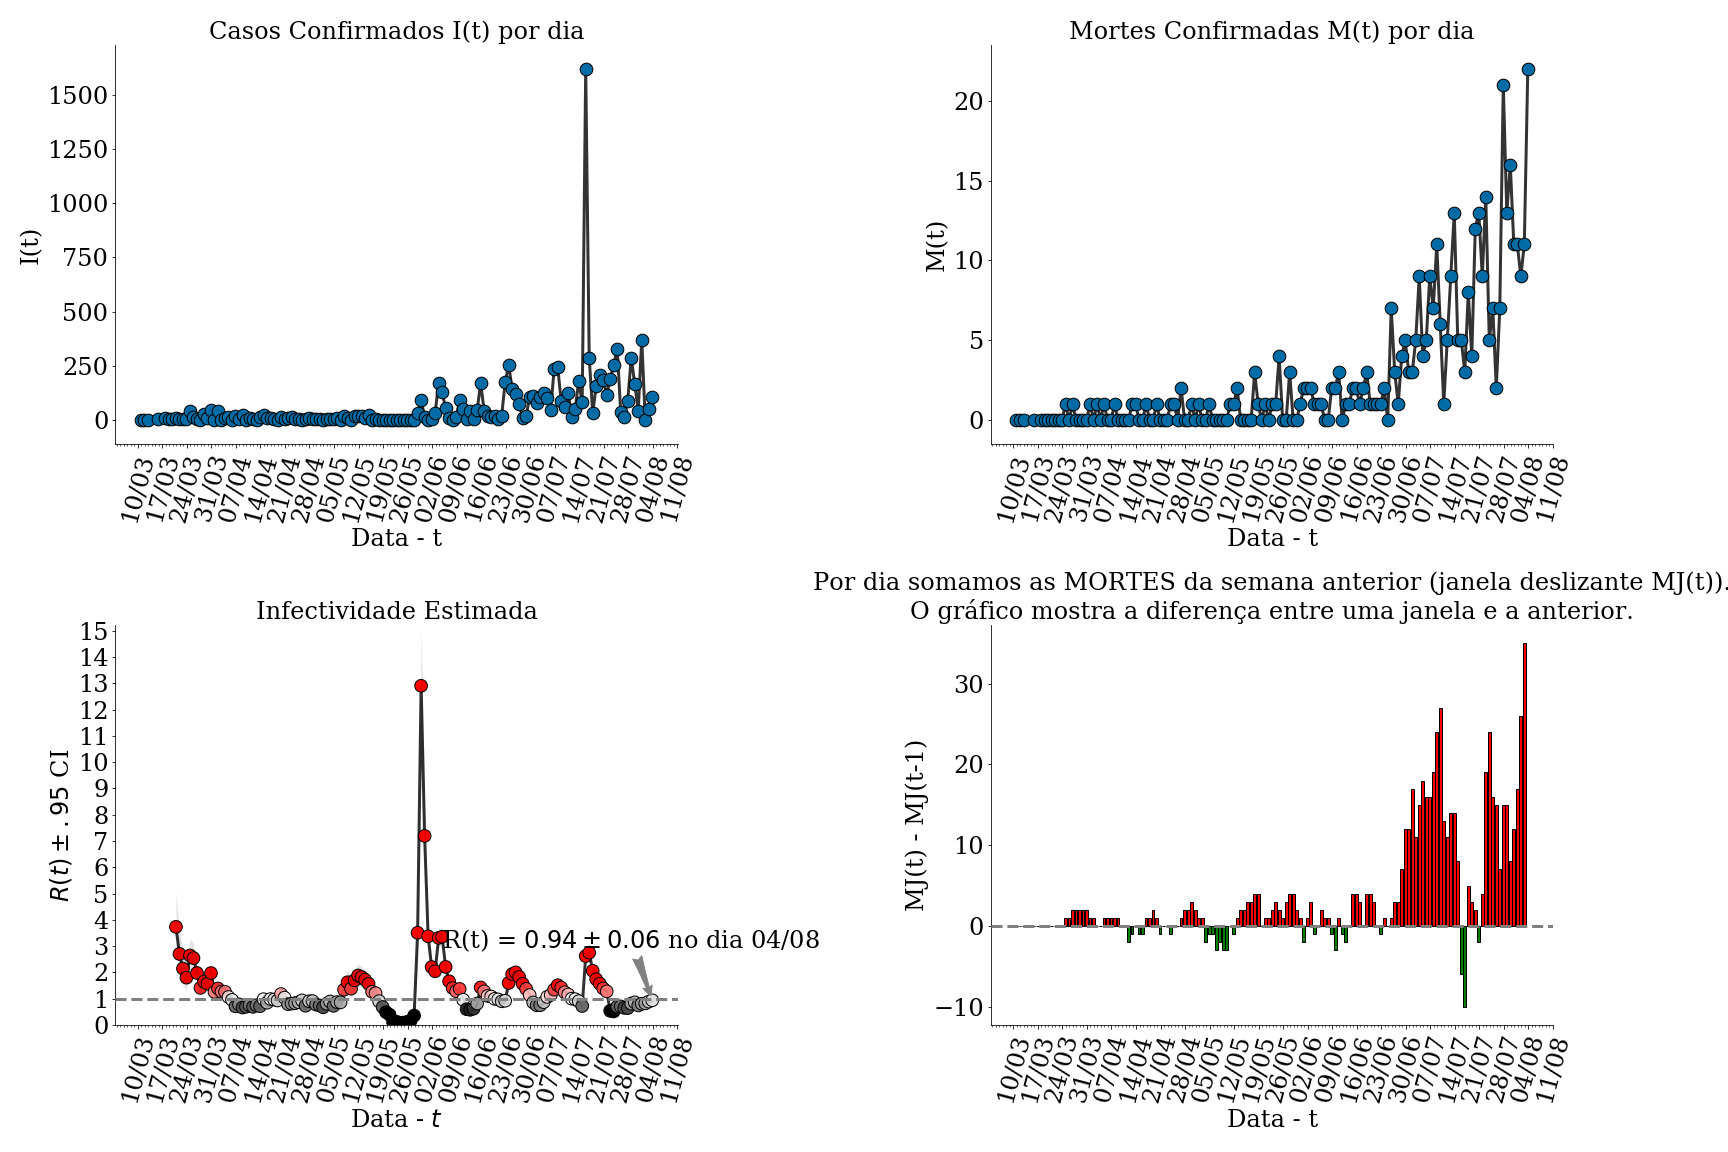 Casos Confirmados I(t) por dia
I(t)
1500
1250
1000
750
500
250
0
10/03 17/03 24/03 31/03 07/04 14/04 21/04 28/04 05/05 12/05 19/05 26/05 02/06 09/06 16/06 23/06 30/06 07/07 14/07 21/07 28/07 04/08 11/08
Data - t
Mortes Confirmadas M(t) por dia
M(t)
20
15
10
5
0
10/03 17/03 24/03 31/03 07/04 14/04 21/04 28/04 05/05 12/05 19/05 26/05 02/06 09/06 16/06 23/06 30/06 07/07 14/07 21/07 28/07 04/08 11/08
Data - t
Infectividade Estimada
R(t) ± .95 CI
15
14
13
12
11
10
9
8
7
6
5
4
3
2
1
0
R(t) = 0.94 ± 0.06 no dia 04/08
10/03 17/03 24/03 31/03 07/04 14/04 21/04 28/04 05/05 12/05 19/05 26/05 02/06 09/06 16/06 23/06 30/06 07/07 14/07 21/07 28/07 04/08 11/08
Data - t
Por dia somamos as MORTES da semana anterior (janela deslizante MJ(t)).
O gráfico mostra a diferença entre uma janela e a anterior.
MJ(t) - MJ(t-1)
30
20
10
0
−10
10/03 17/03 24/03 31/03 07/04 14/04 21/04 28/04 05/05 12/05 19/05 26/05 02/06 09/06 16/06 23/06 30/06 07/07 14/07 21/07 28/07 04/08 11/08
Data - t